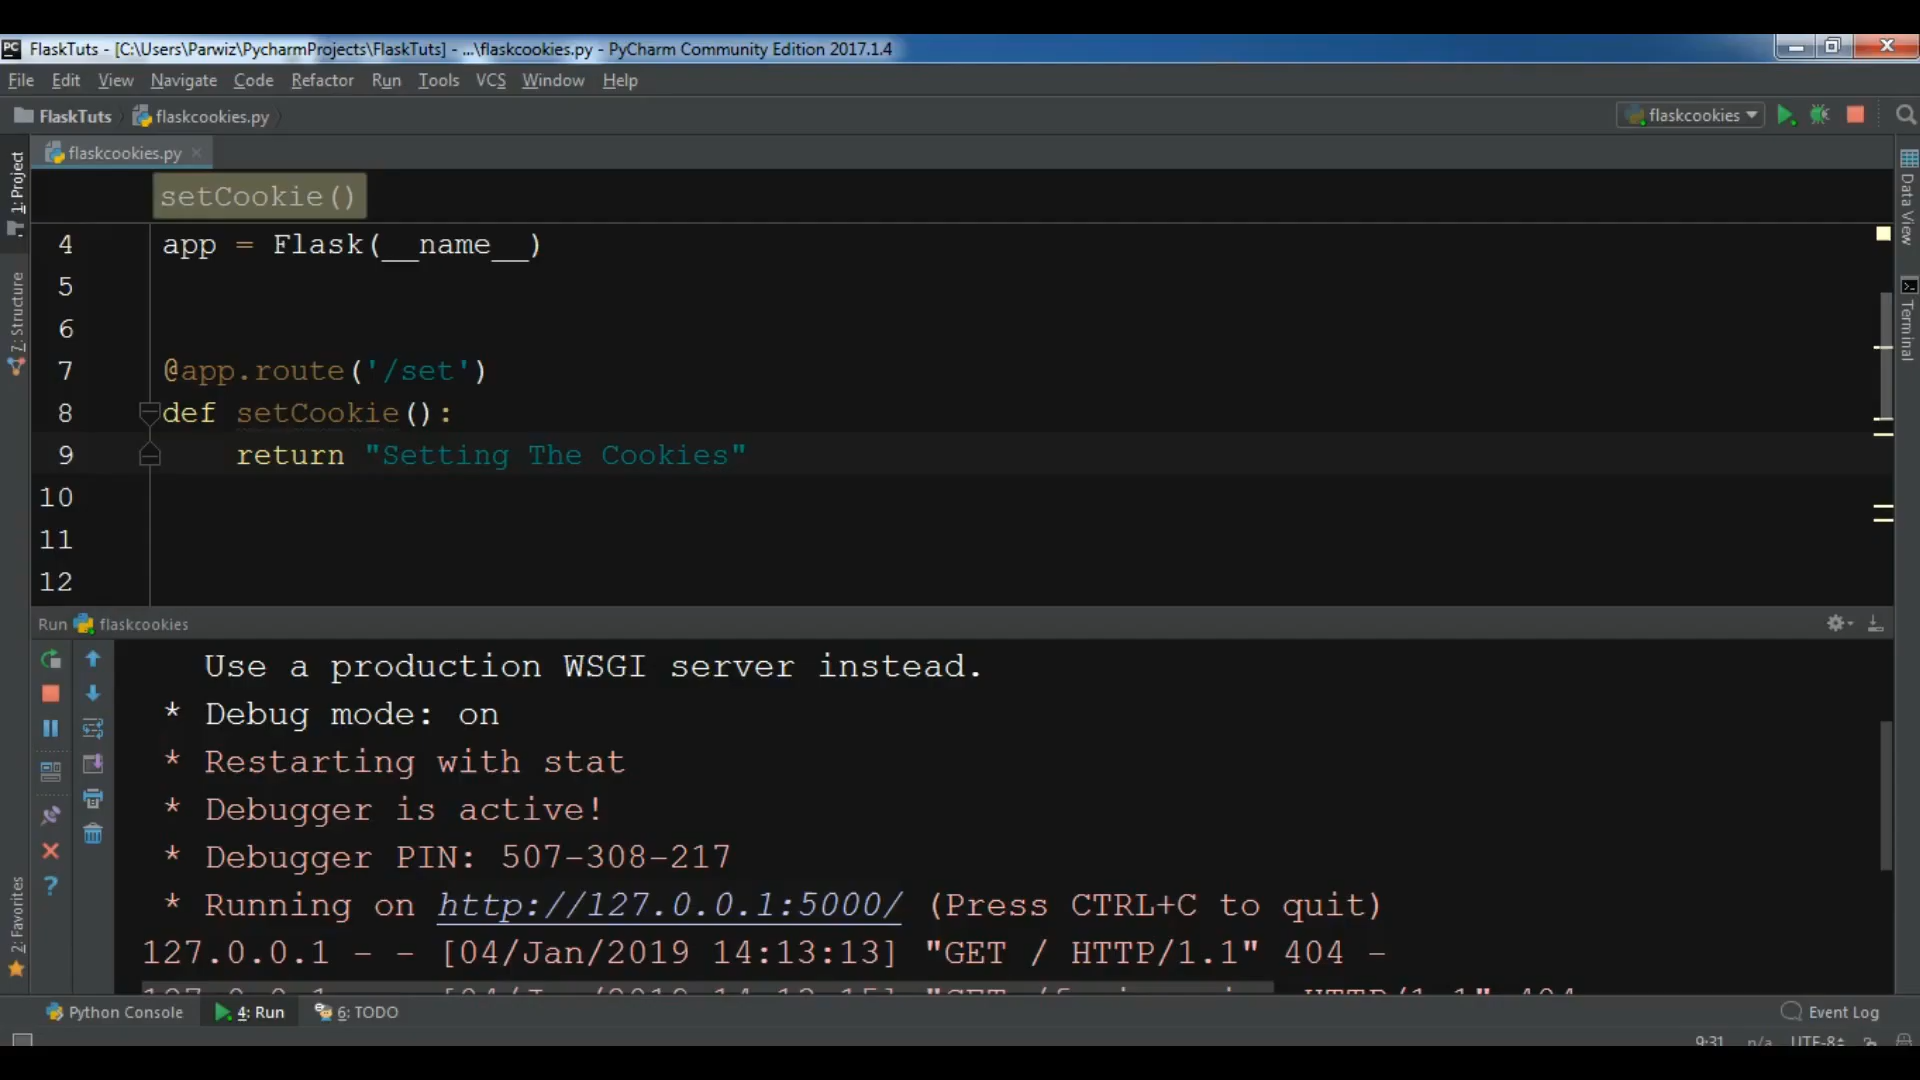 FlaskTuts - [C:\Users\Parwiz\PycharmProjects\FlaskTuts] - ...\flaskcookies.py - PyCharm Community Edition 2017.1.4
File Edit View Navigate Code Refactor Run Tools VCS Window Help
FlaskTuts flaskcookies.py flaskcookies
flaskcookies.py
1: Project
7: Structure
2: Favorites
Data View
Terminal
setCookie()
4 app = Flask(__name__)
5
6
7 @app.route('/set')
8 def setCookie():
9 return "Setting The Cookies"
10
11
12
Run flaskcookies
Use a production WSGI server instead.
* Debug mode: on
* Restarting with stat
* Debugger is active!
* Debugger PIN: 507-308-217
* Running on http://127.0.0.1:5000/ (Press CTRL+C to quit)
127.0.0.1 - - [04/Jan/2019 14:13:13] "GET / HTTP/1.1" 404 -
Python Console 4: Run 6: TODO Event Log
9:31 n/a UTF-8